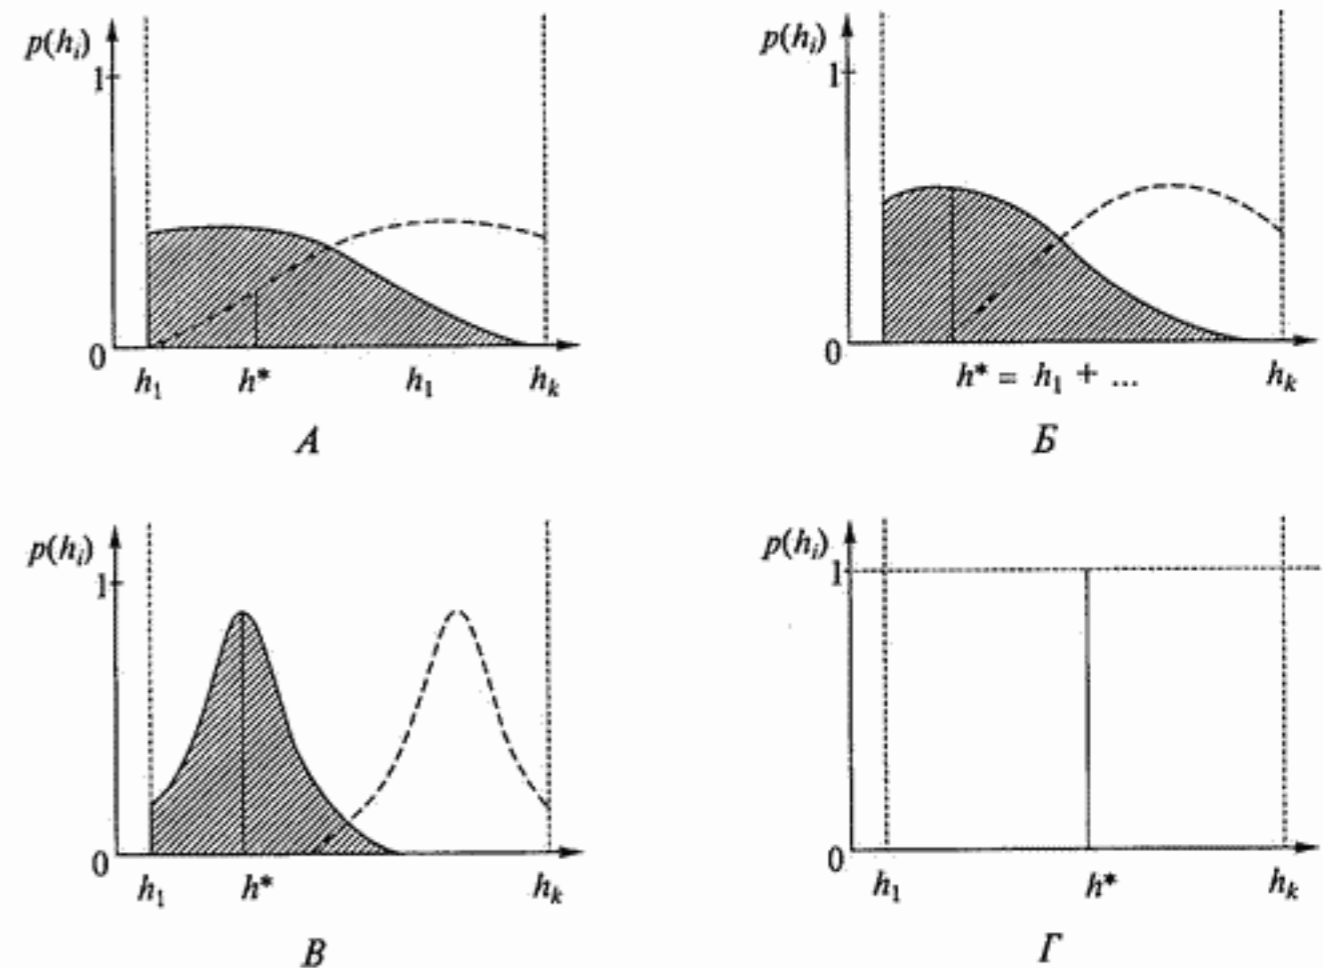 p(hᵢ)
1
0
h₁ h* h₁ hₖ
А
p(hᵢ)
1
0
h* = h₁ + ... hₖ
Б
p(hᵢ)
1
0
h₁ h* hₖ
В
p(hᵢ)
1
0
h₁ h* hₖ
Г